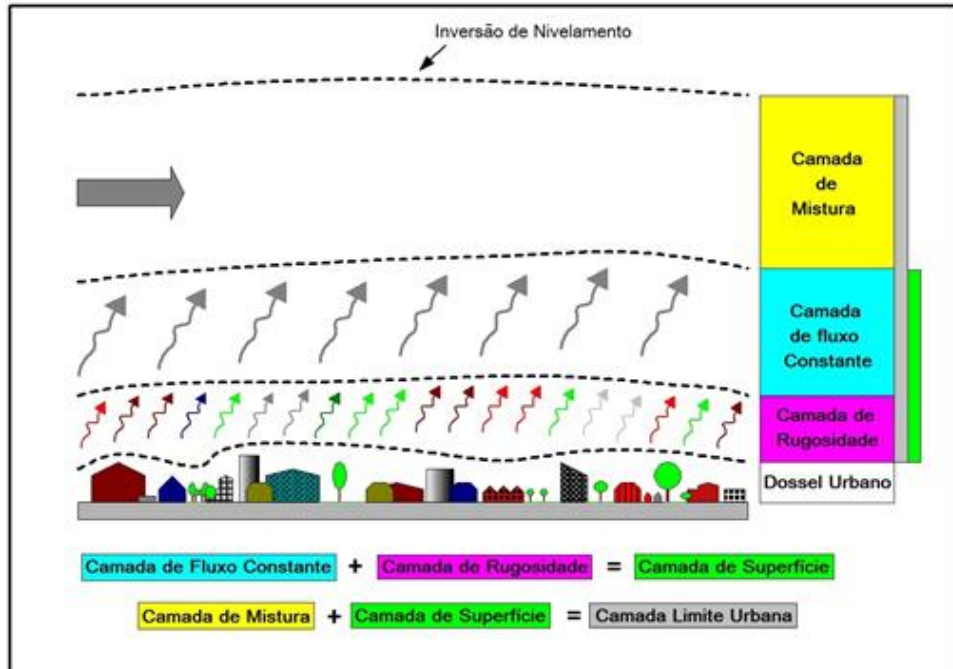 Inversão de Nivelamento
Camada
de
Mistura
Camada
de fluxo
Constante
Camada de
Rugosidade
Dossel Urbano
Camada de Fluxo Constante + Camada de Rugosidade = Camada de Superfície
Camada de Mistura + Camada de Superfície = Camada Limite Urbana